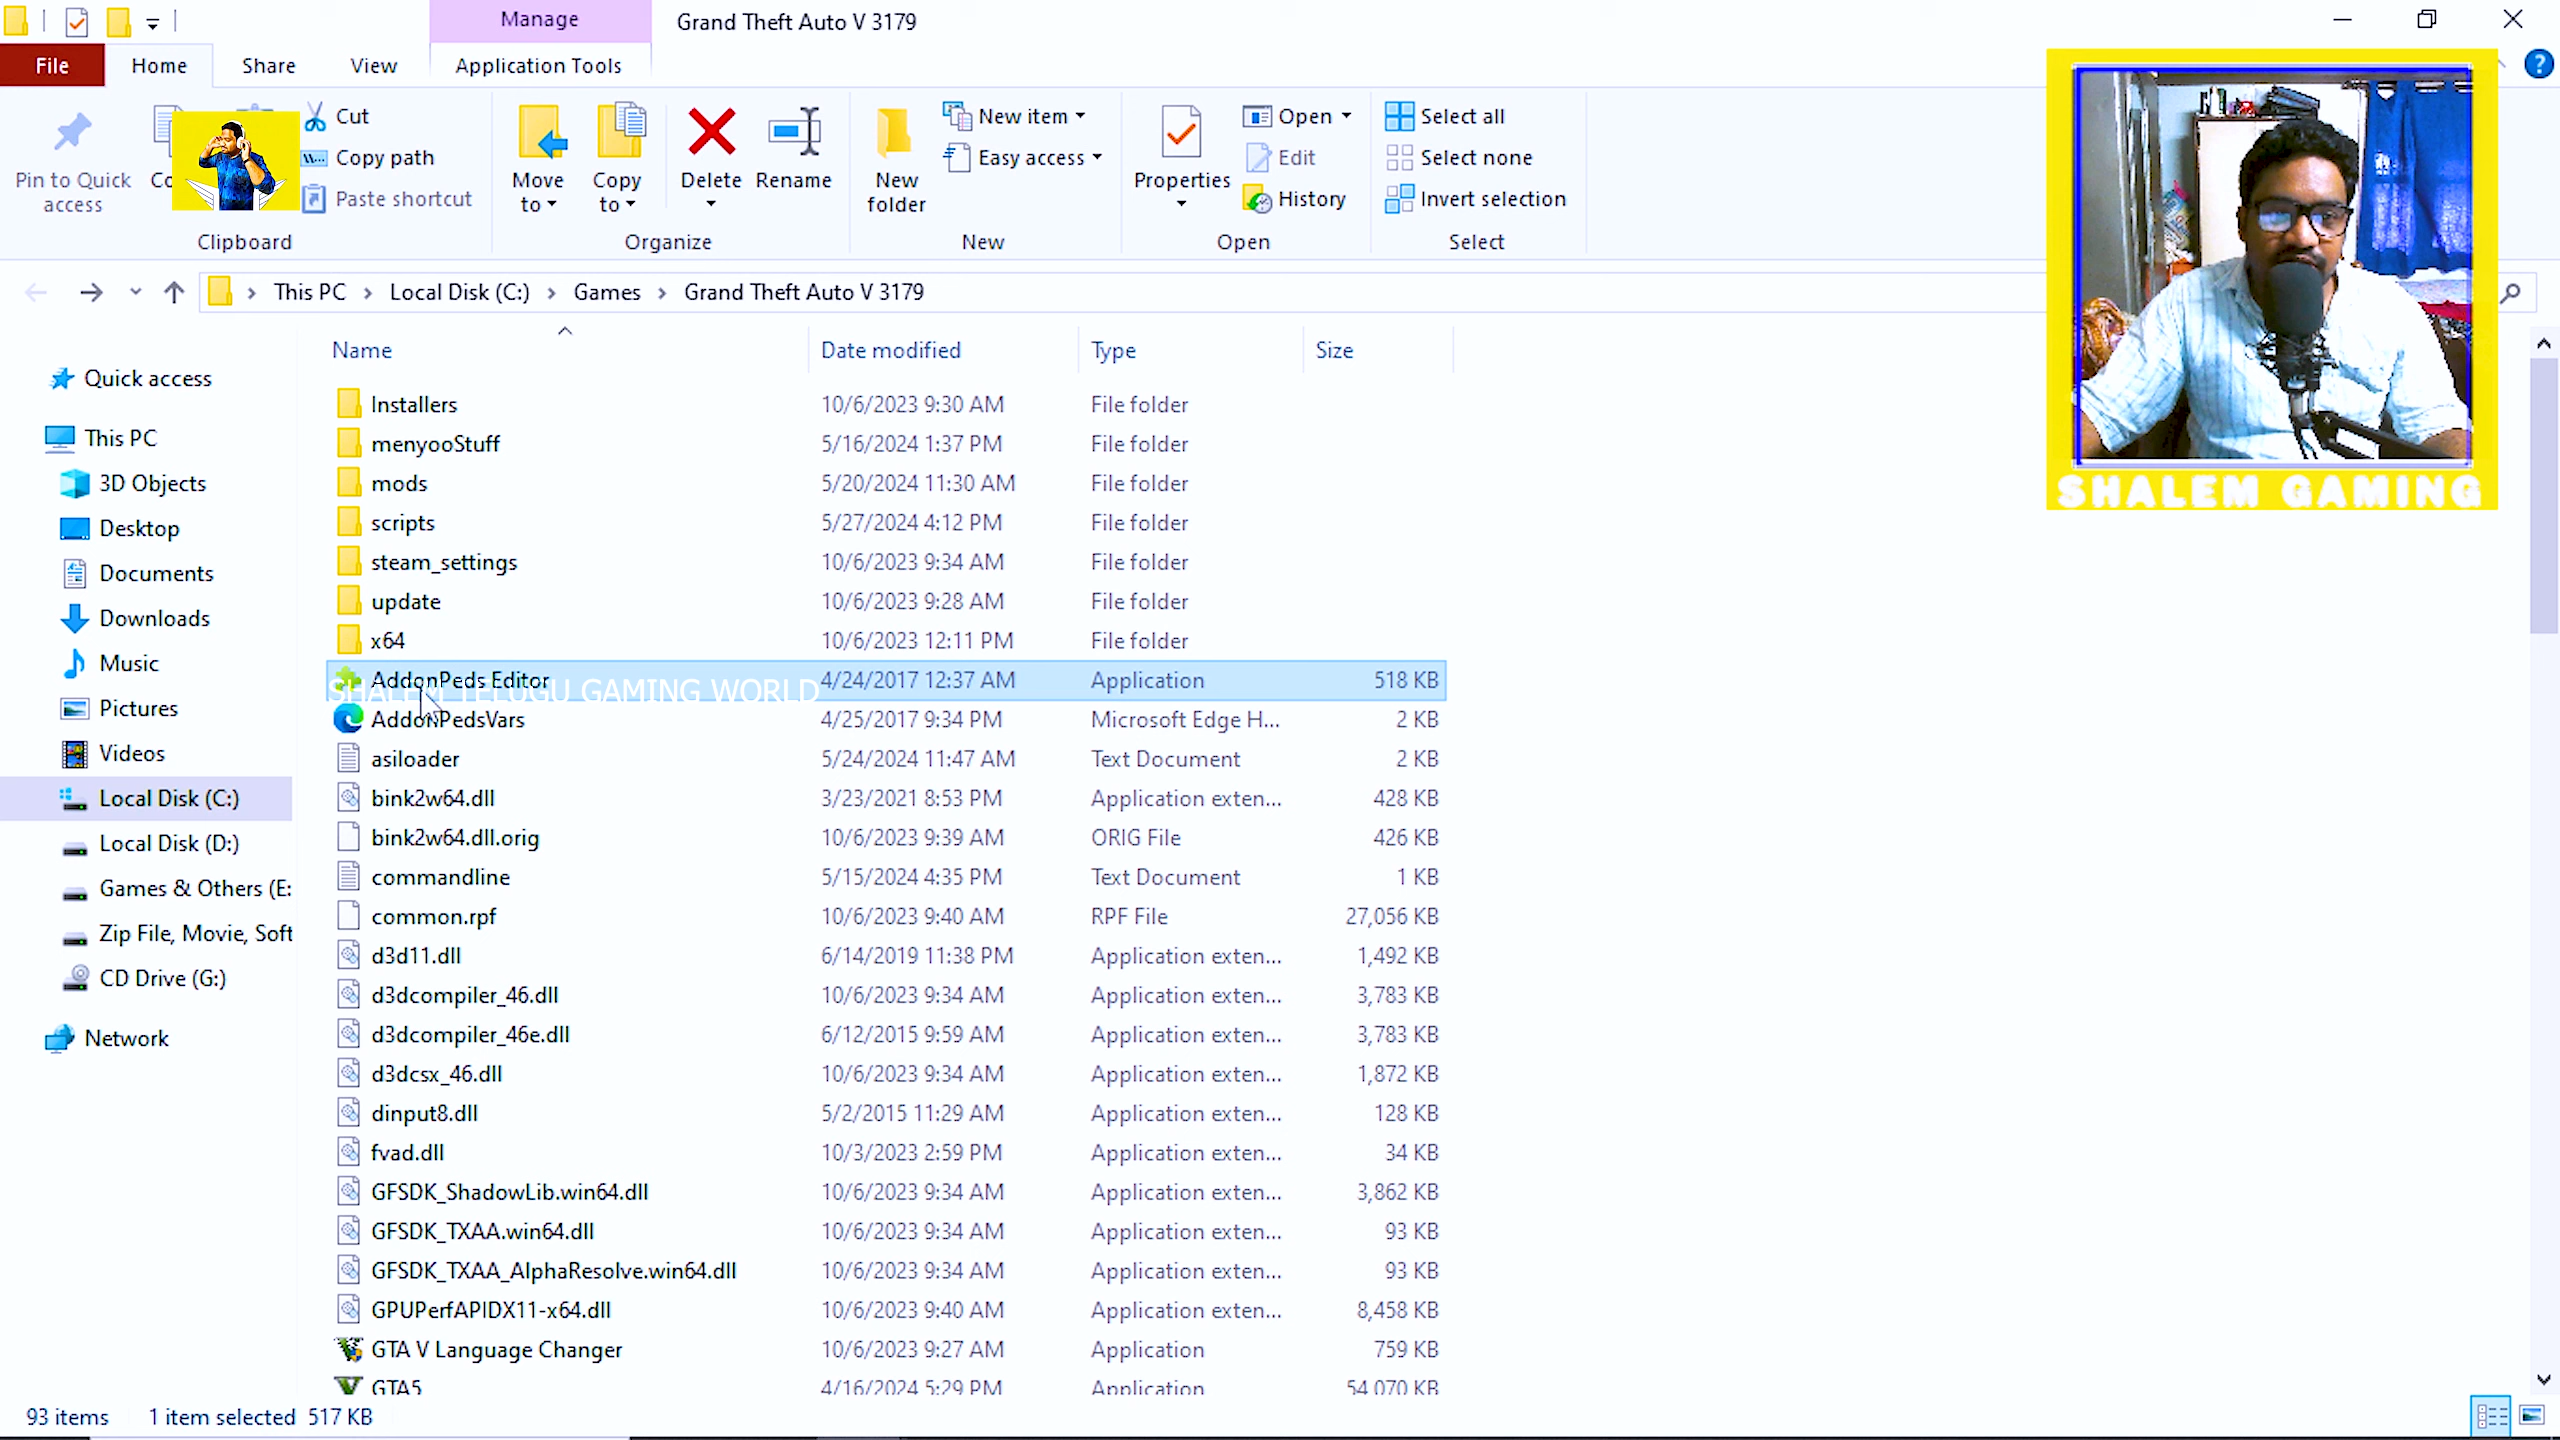 Manage
Grand Theft Auto V 3179
File
Home
Share
View
Application Tools
Pin to Quick access
Cut
Copy path
Paste shortcut
Clipboard
Move to
Copy to
Delete
Rename
Organize
New folder
New item
Easy access
New
Properties
Open
Edit
History
Open
Select all
Select none
Invert selection
Select
This PC
Local Disk (C:)
Games
Grand Theft Auto V 3179
SHALEM GAMING
Name
Date modified
Type
Size
Quick access
This PC
3D Objects
Desktop
Documents
Downloads
Music
Pictures
Videos
Local Disk (C:)
Local Disk (D:)
Games & Others (E:
Zip File, Movie, Soft
CD Drive (G:)
Network
Installers 10/6/2023 9:30 AM File folder
menyooStuff 5/16/2024 1:37 PM File folder
mods 5/20/2024 11:30 AM File folder
scripts 5/27/2024 4:12 PM File folder
steam_settings 10/6/2023 9:34 AM File folder
update 10/6/2023 9:28 AM File folder
x64 10/6/2023 12:11 PM File folder
AddonPeds Editor 4/24/2017 12:37 AM Application 518 KB
SHALEM TELUGU GAMING WORLD
AddonPedsVars 4/25/2017 9:34 PM Microsoft Edge H... 2 KB
asiloader 5/24/2024 11:47 AM Text Document 2 KB
bink2w64.dll 3/23/2021 8:53 PM Application exten... 428 KB
bink2w64.dll.orig 10/6/2023 9:39 AM ORIG File 426 KB
commandline 5/15/2024 4:35 PM Text Document 1 KB
common.rpf 10/6/2023 9:40 AM RPF File 27,056 KB
d3d11.dll 6/14/2019 11:38 PM Application exten... 1,492 KB
d3dcompiler_46.dll 10/6/2023 9:34 AM Application exten... 3,783 KB
d3dcompiler_46e.dll 6/12/2015 9:59 AM Application exten... 3,783 KB
d3dcsx_46.dll 10/6/2023 9:34 AM Application exten... 1,872 KB
dinput8.dll 5/2/2015 11:29 AM Application exten... 128 KB
fvad.dll 10/3/2023 2:59 PM Application exten... 34 KB
GFSDK_ShadowLib.win64.dll 10/6/2023 9:34 AM Application exten... 3,862 KB
GFSDK_TXAA.win64.dll 10/6/2023 9:34 AM Application exten... 93 KB
GFSDK_TXAA_AlphaResolve.win64.dll 10/6/2023 9:34 AM Application exten... 93 KB
GPUPerfAPIDX11-x64.dll 10/6/2023 9:40 AM Application exten... 8,458 KB
GTA V Language Changer 10/6/2023 9:27 AM Application 759 KB
GTA5 4/16/2024 5:29 PM Application 54,070 KB
93 items 1 item selected 517 KB